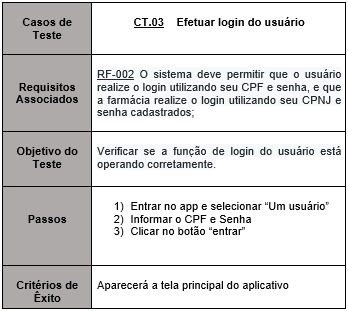 Casos de
Teste
CT.03 Efetuar login do usuário
Requisitos
Associados
RF-002 O sistema deve permitir que o usuário
realize o login utilizando seu CPF e senha, e que
a farmácia realize o login utilizando seu CPNJ e
senha cadastrados;
Objetivo do
Teste
Verificar se a função de login do usuário está
operando corretamente.
Passos
1) Entrar no app e selecionar “Um usuário”
2) Informar o CPF e Senha
3) Clicar no botão “entrar”
Critérios de
Êxito
Aparecerá a tela principal do aplicativo